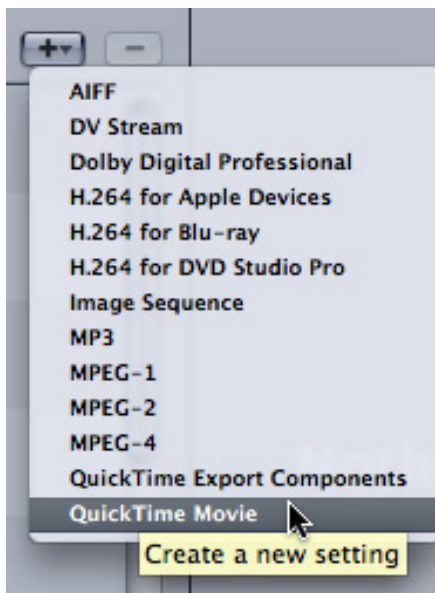 AIFF
DV Stream
Dolby Digital Professional
H.264 for Apple Devices
H.264 for Blu-ray
H.264 for DVD Studio Pro
Image Sequence
MP3
MPEG-1
MPEG-2
MPEG-4
QuickTime Export Components
QuickTime Movie
Create a new setting